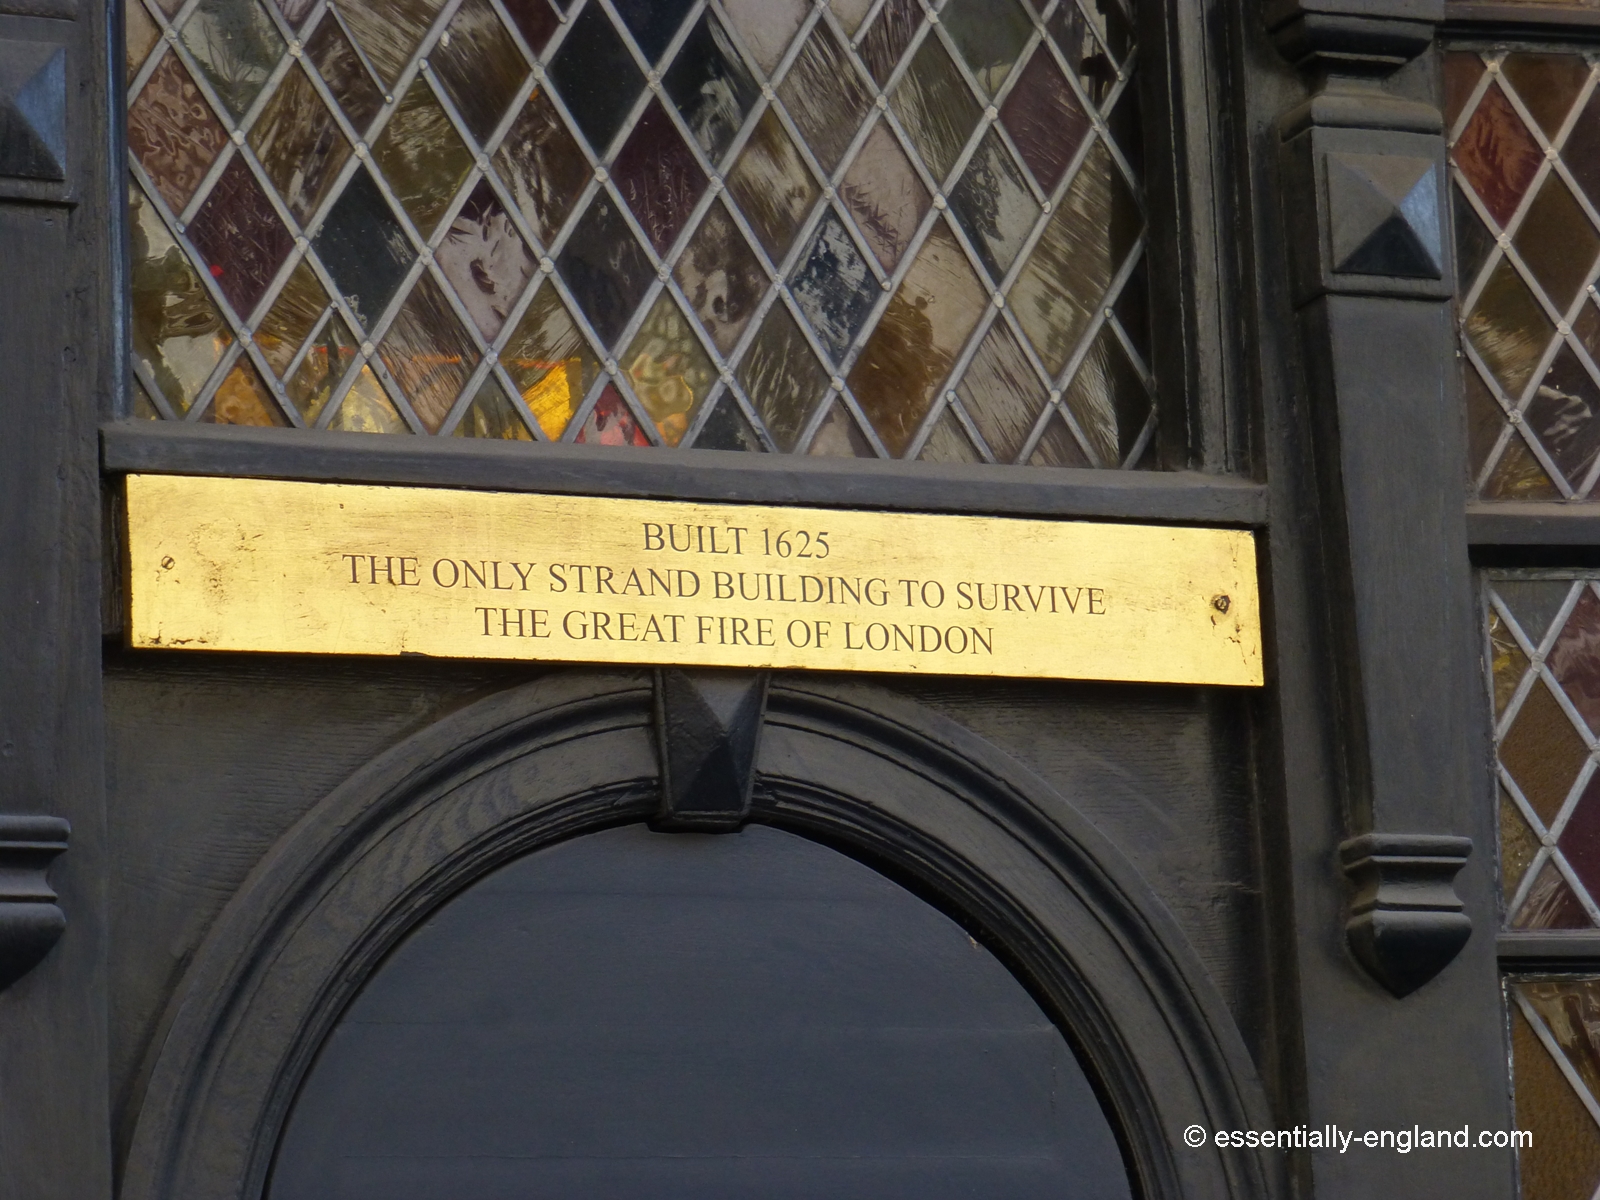 BUILT 1625
THE ONLY STRAND BUILDING TO SURVIVE
THE GREAT FIRE OF LONDON
© essentially-england.com